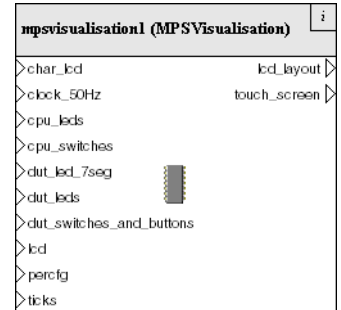 mpsvisualisation1 (MPSVisualisation)
i
char_lcd
lcd_layout
clock_50Hz
touch_screen
cpu_leds
cpu_switches
dut_led_7seg
dut_leds
dut_switches_and_buttons
lcd
percfg
ticks